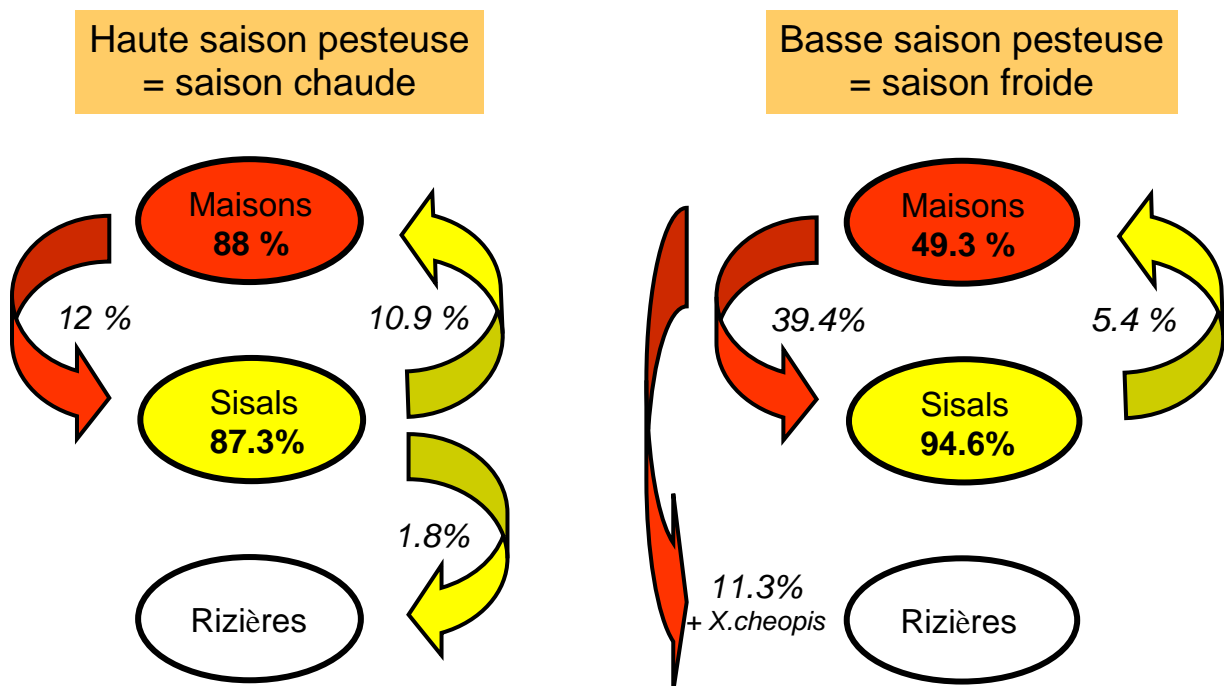 Haute saison pesteuse
= saison chaude
Maisons
88 %
12 %
10.9 %
Sisals
87.3%
1.8%
Rizières
Basse saison pesteuse
= saison froide
Maisons
49.3 %
39.4%
5.4 %
Sisals
94.6%
11.3%
+ X.cheopis
Rizières